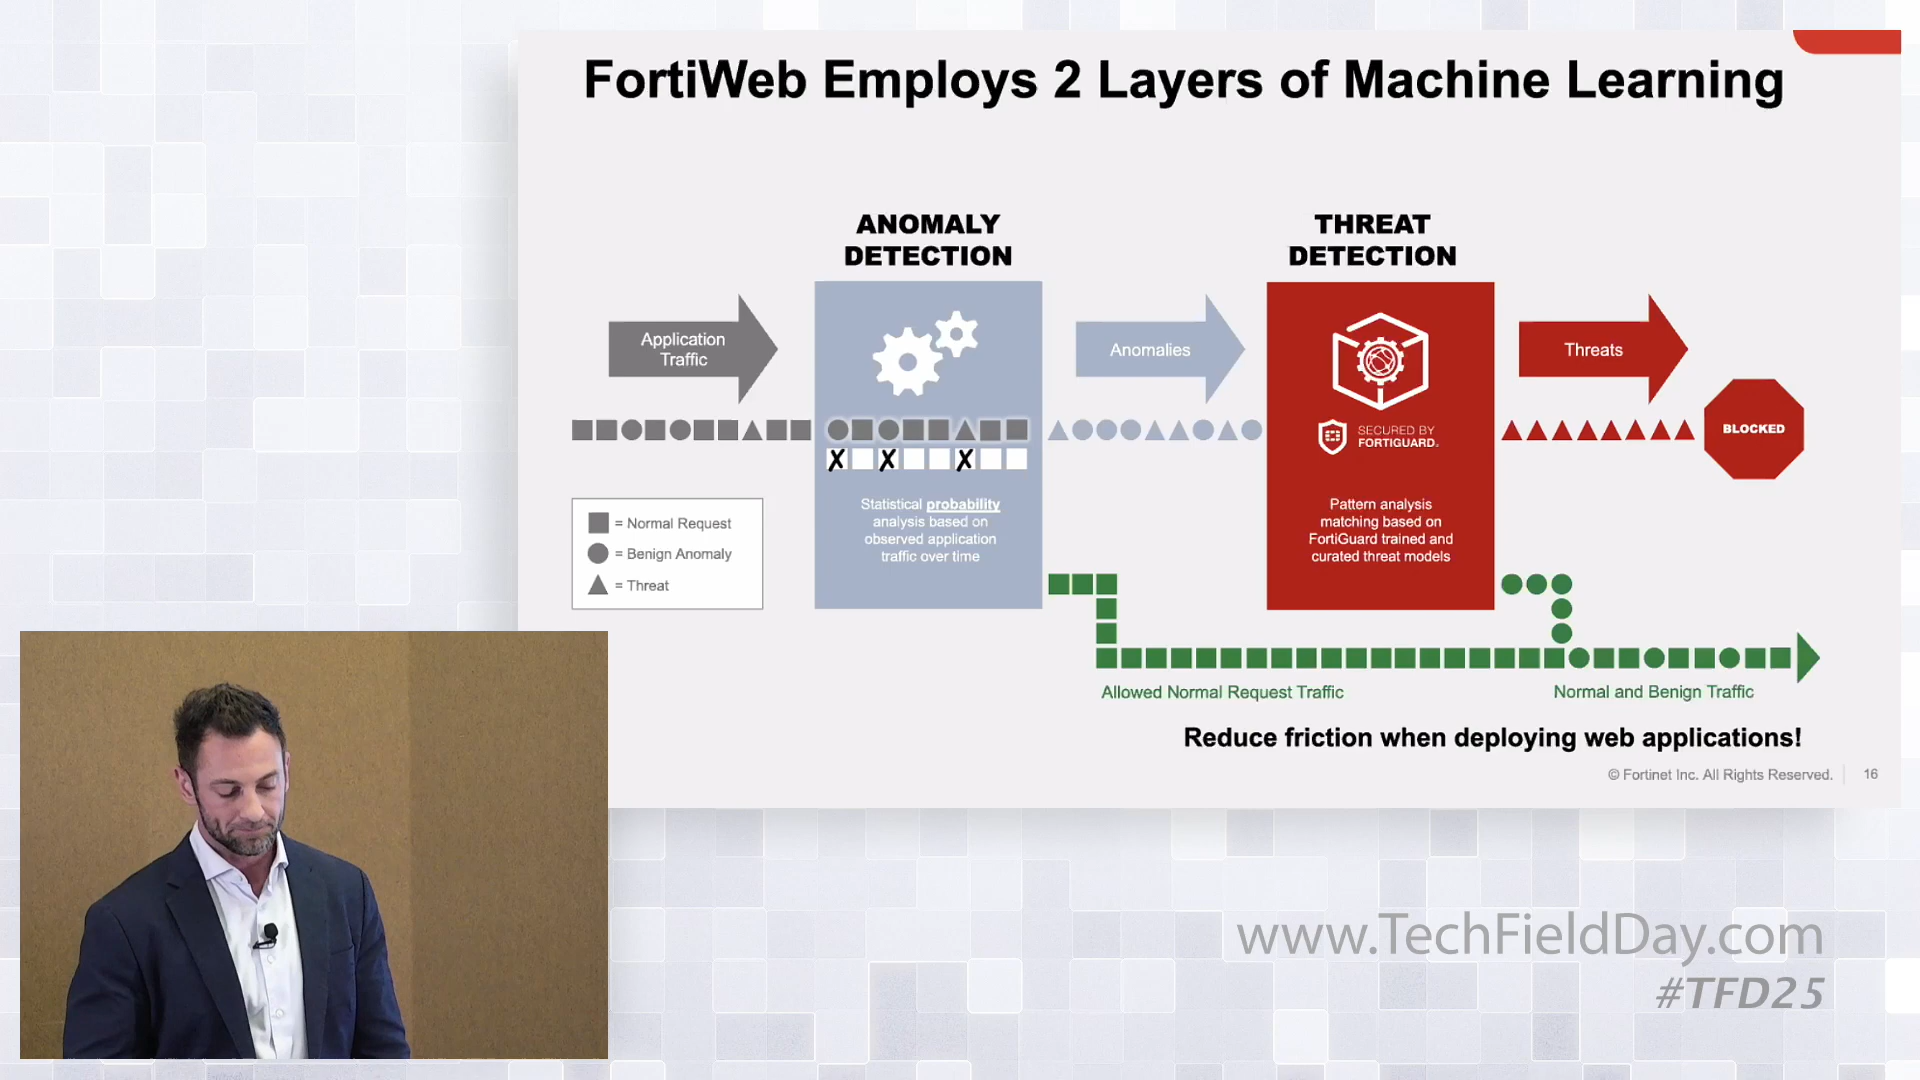 FortiWeb Employs 2 Layers of Machine Learning
ANOMALY
DETECTION
THREAT
DETECTION
Application
Traffic
Anomalies
Threats
SECURED BY
FORTIGUARD.
BLOCKED
X X X
Statistical probability
analysis based on
observed application
traffic over time
Pattern analysis
matching based on
FortiGuard trained and
curated threat models
= Normal Request
= Benign Anomaly
= Threat
Allowed Normal Request Traffic
Normal and Benign Traffic
Reduce friction when deploying web applications!
© Fortinet Inc. All Rights Reserved.
16
www.TechFieldDay.com
#TFD25